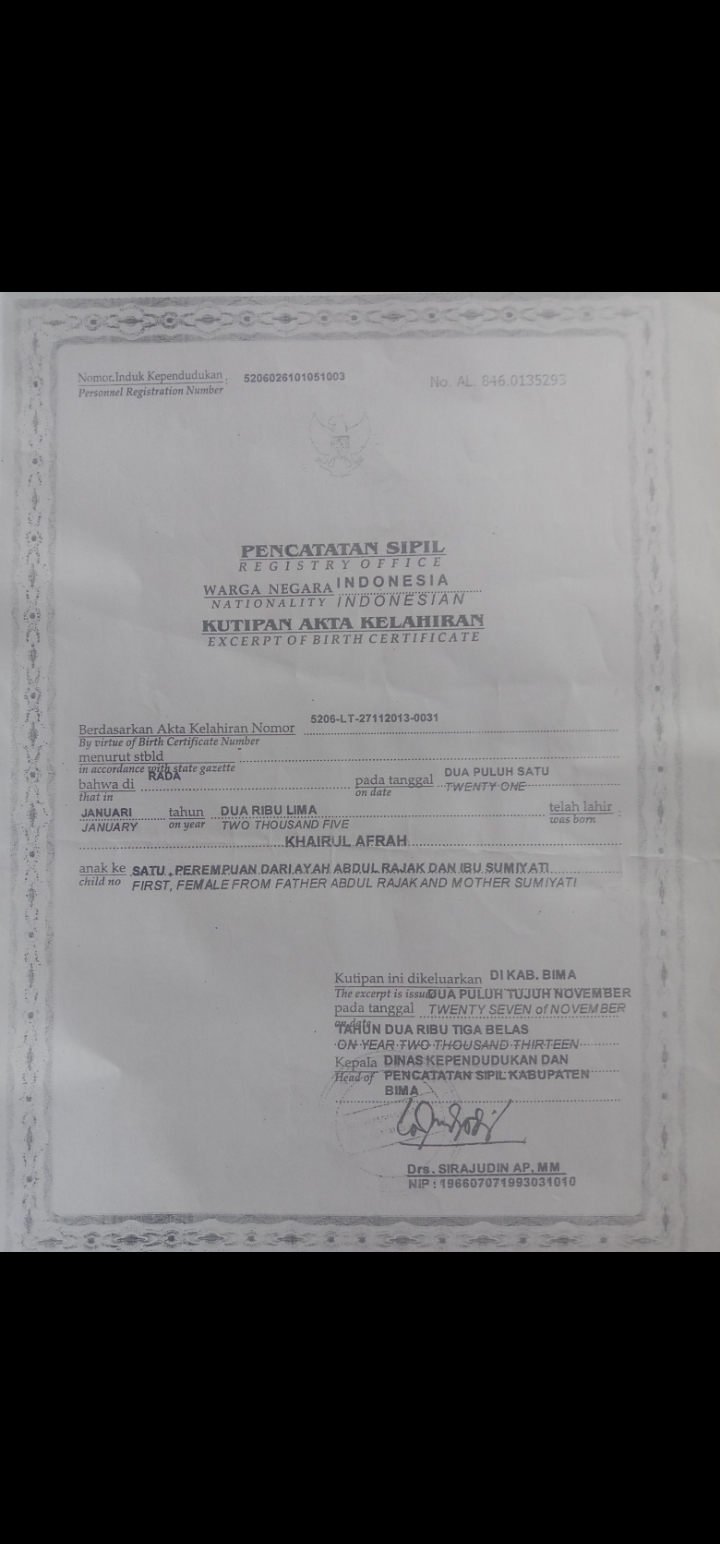 Nomor Induk Kependudukan : 5206026101051003 No. AL. 846.0135293
Personnel Registration Number
PENCATATAN SIPIL
REGISTRY OFFICE
WARGA NEGARA INDONESIA
NATIONALITY INDONESIAN
KUTIPAN AKTA KELAHIRAN
EXCERPT OF BIRTH CERTIFICATE
Berdasarkan Akta Kelahiran Nomor 5206-LT-27112013-0031
By virtue of Birth Certificate Number
menurut stbld
in accordance with state gazette
bahwa di RADA pada tanggal DUA PULUH SATU
that in on date TWENTY ONE
JANUARI tahun DUA RIBU LIMA telah lahir
JANUARY on year TWO THOUSAND FIVE was born
KHAIRUL AFRAH
anak ke SATU , PEREMPUAN DARI AYAH ABDUL RAJAK DAN IBU SUMIYATI
child no FIRST, FEMALE FROM FATHER ABDUL RAJAK AND MOTHER SUMIYATI
Kutipan ini dikeluarkan DI KAB. BIMA
The excerpt is issued DUA PULUH TUJUH NOVEMBER
pada tanggal TWENTY SEVEN of NOVEMBER
on date TAHUN DUA RIBU TIGA BELAS
ON YEAR TWO THOUSAND THIRTEEN
Kepala DINAS KEPENDUDUKAN DAN
Head of PENCATATAN SIPIL KABUPATEN
BIMA
Drs. SIRAJUDIN AP, MM
NIP : 196607071993031010